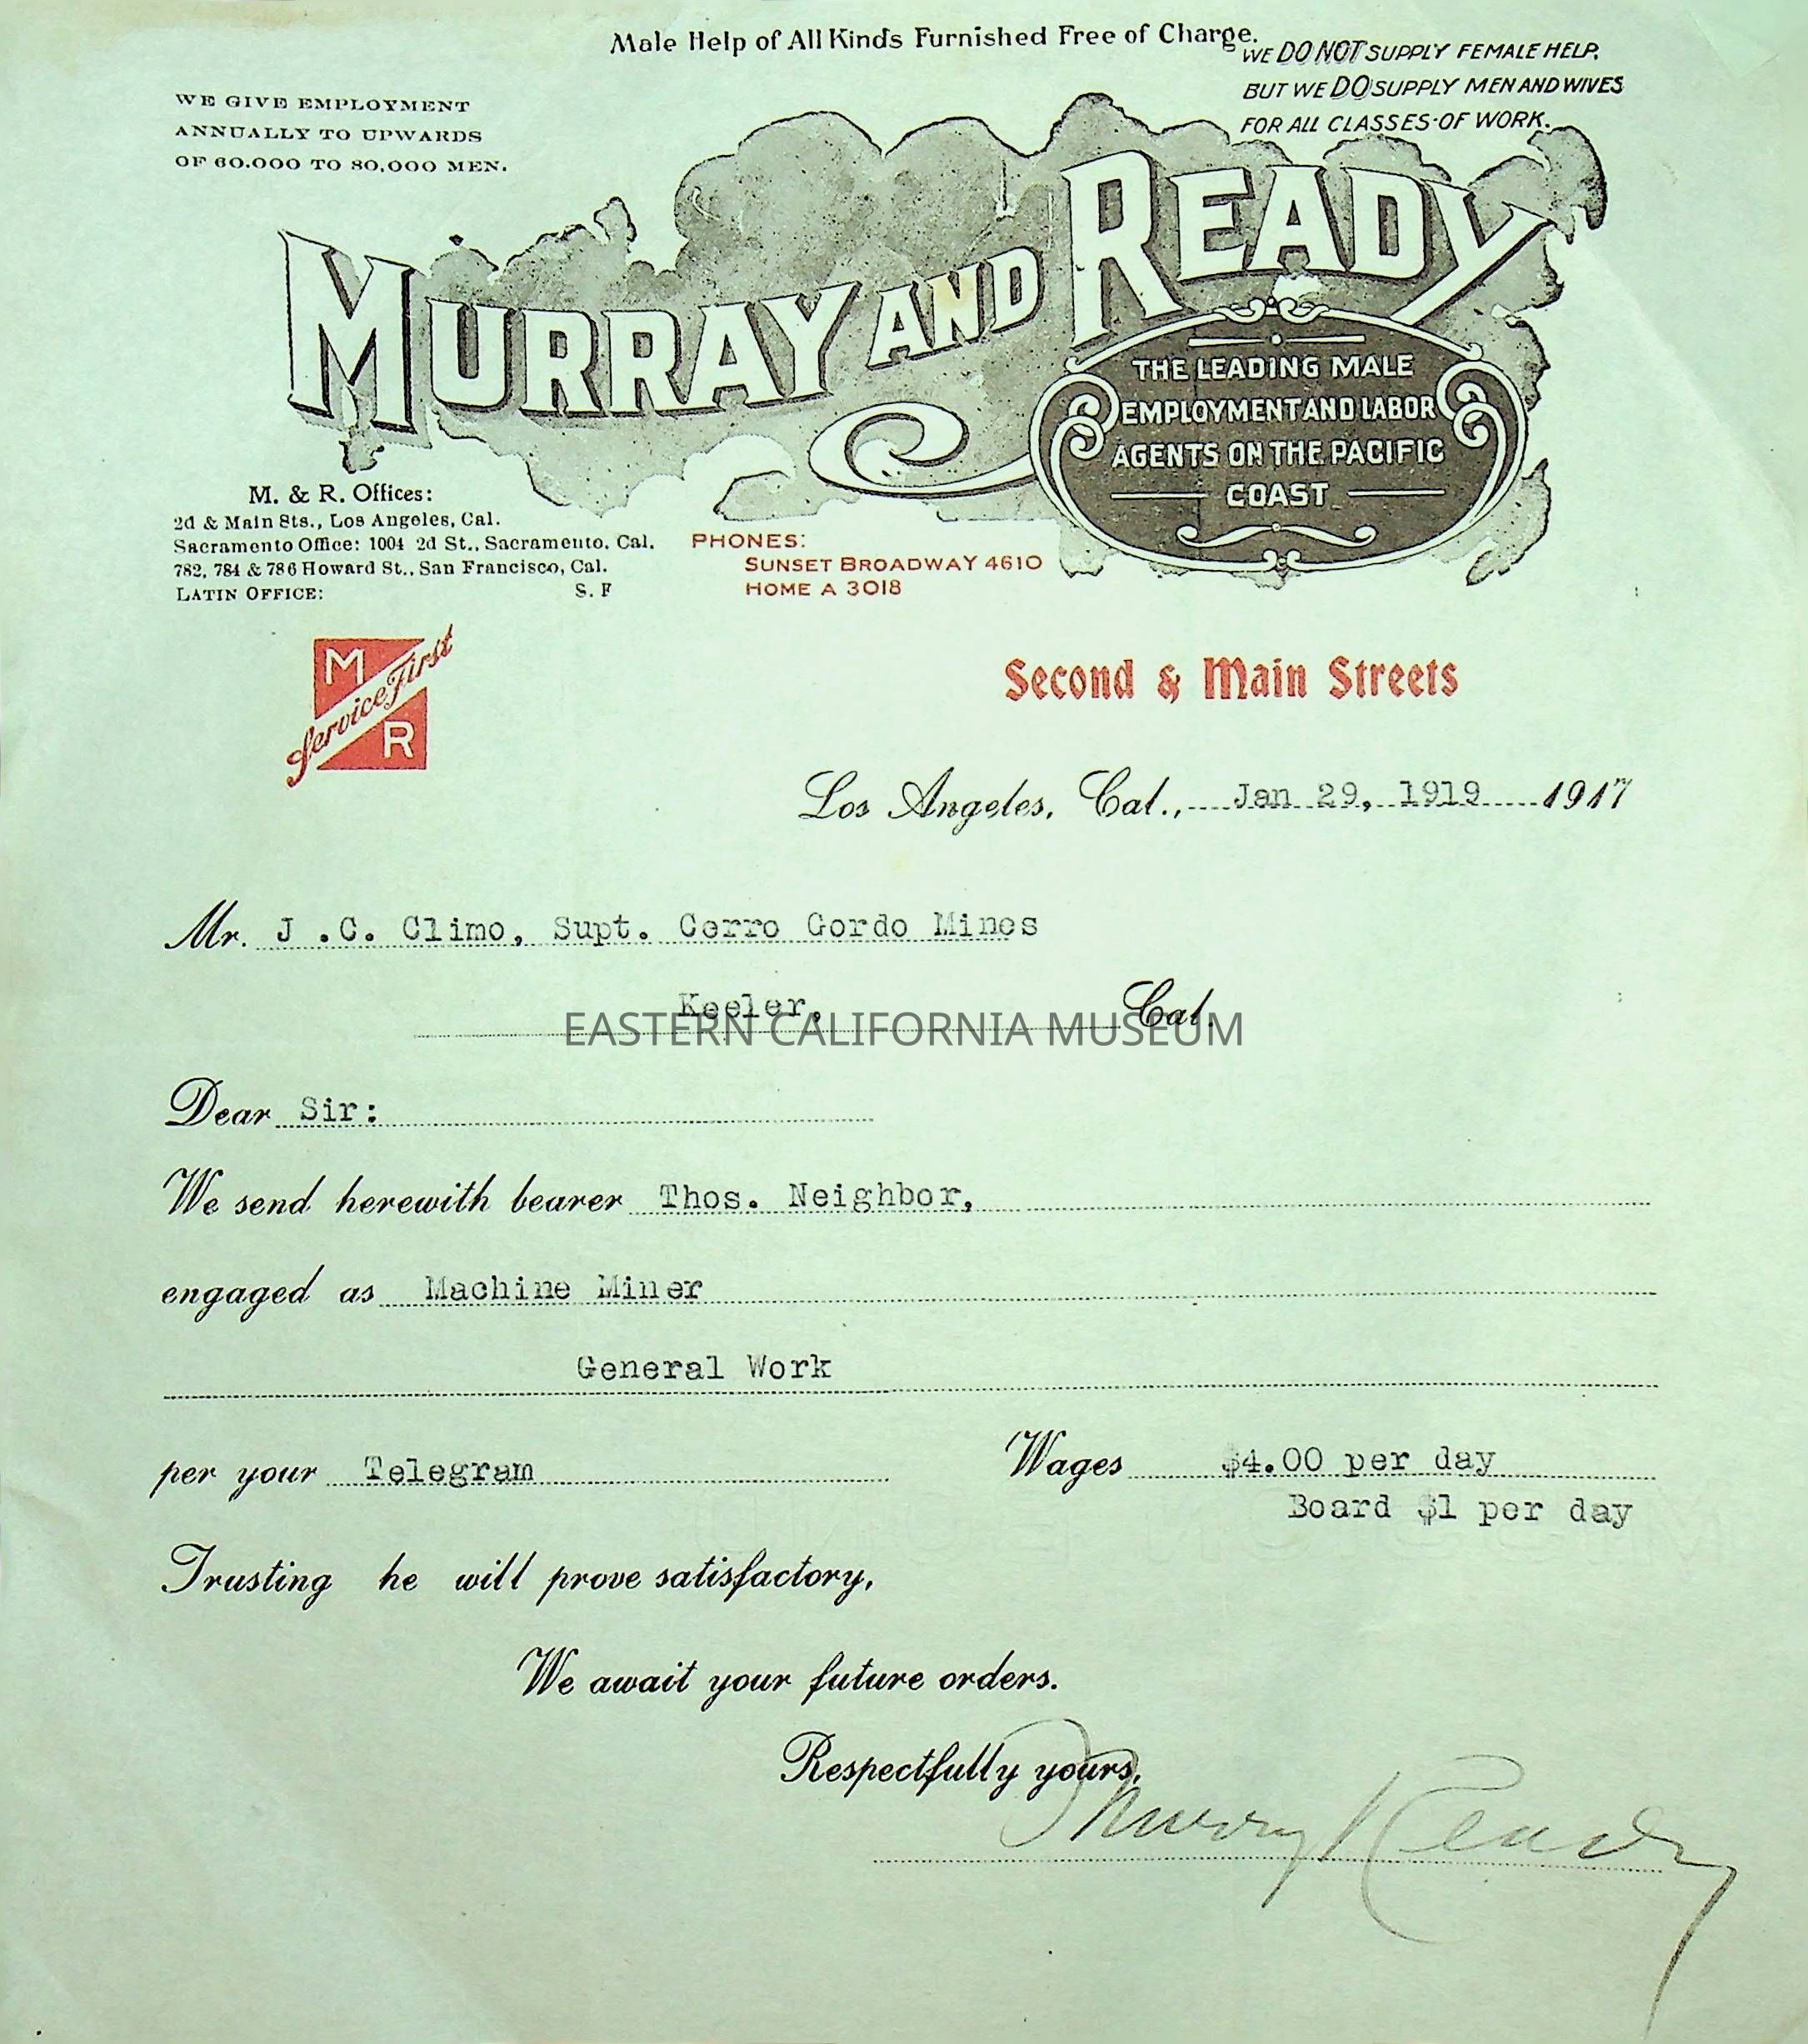 Male Help of All Kinds Furnished Free of Charge.
WE DO NOT SUPPLY FEMALE HELP,
BUT WE DO SUPPLY MEN AND WIVES
FOR ALL CLASSES OF WORK.
WE GIVE EMPLOYMENT
ANNUALLY TO UPWARDS
OF 60.000 TO 80,000 MEN.
MURRAY AND READY
THE LEADING MALE
EMPLOYMENT AND LABOR
AGENTS ON THE PACIFIC
COAST
M. & R. Offices:
2d & Main Sts., Los Angeles, Cal.
Sacramento Office: 1004 2d St., Sacramento, Cal.
782, 784 & 786 Howard St., San Francisco, Cal.
LATIN OFFICE: S. F
PHONES:
SUNSET BROADWAY 4610
HOME A 3018
M
Service First
R
Second & Main Streets
Los Angeles, Cal., Jan 29, 1919 1917
Mr. J .C. Climo, Supt. Cerro Gordo Mines
Keeler, Cal.
EASTERN CALIFORNIA MUSEUM
Dear Sir:
We send herewith bearer Thos. Neighbor,
engaged as Machine Miner
General Work
per your Telegram Wages $4.00 per day
Board $1 per day
Trusting he will prove satisfactory,
We await your future orders.
Respectfully yours,
Murray & Ready